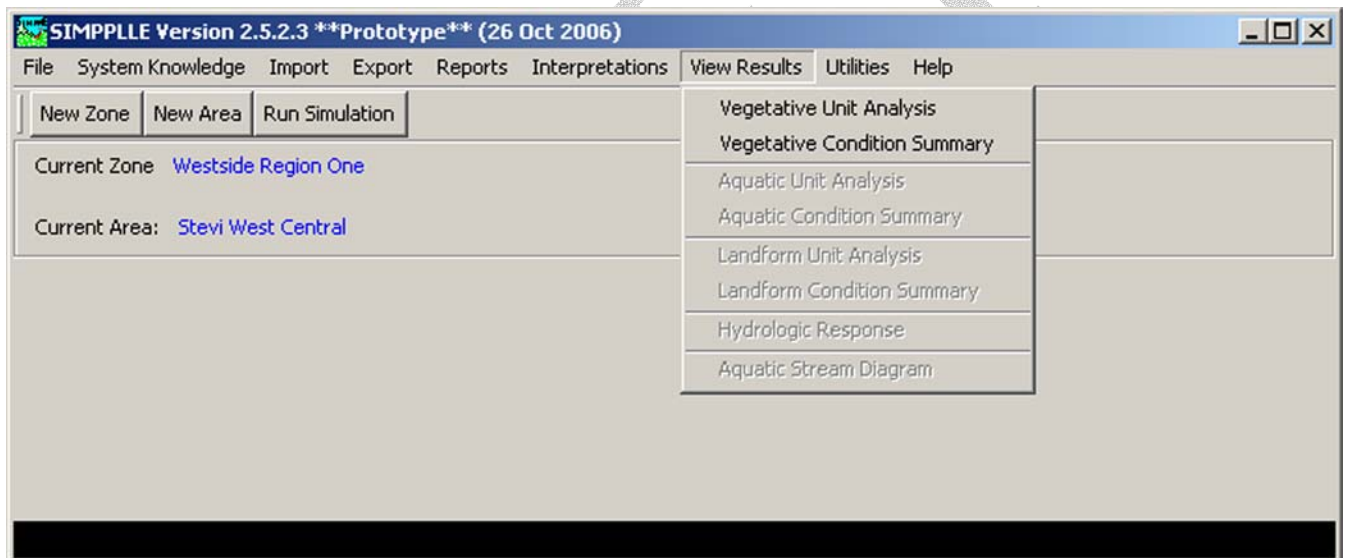 SIMPPLLE Version 2.5.2.3 **Prototype** (26 Oct 2006)
File System Knowledge Import Export Reports Interpretations View Results Utilities Help
New Zone New Area Run Simulation
Current Zone Westside Region One
Current Area: Stevi West Central
Vegetative Unit Analysis
Vegetative Condition Summary
Aquatic Unit Analysis
Aquatic Condition Summary
Landform Unit Analysis
Landform Condition Summary
Hydrologic Response
Aquatic Stream Diagram